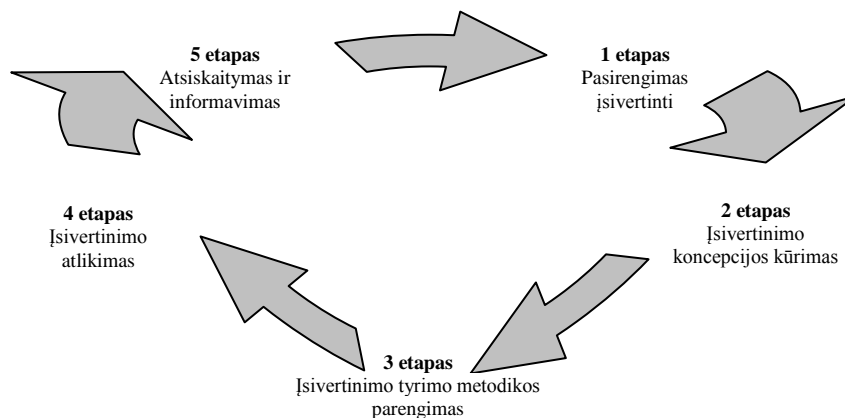 5 etapas
Atsiskaitymas ir
informavimas
1 etapas
Pasirengimas
įsivertinti
2 etapas
Įsivertinimo
koncepcijos kūrimas
3 etapas
Įsivertinimo tyrimo metodikos
parengimas
4 etapas
Įsivertinimo
atlikimas